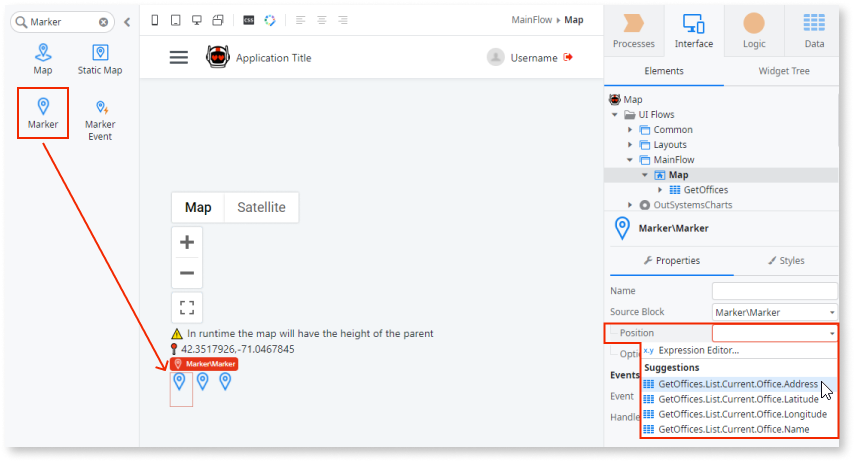 Marker
Map
Static Map
Marker
Marker
Event
CSS
MainFlow ▸ Map
Application Title
Username
Map
Satellite
In runtime the map will have the height of the parent
42.3517926,-71.0467845
Marker\Marker
Processes
Interface
Logic
Data
Elements
Widget Tree
Map
UI Flows
Common
Layouts
MainFlow
Map
GetOffices
OutSystemsCharts
Marker\Marker
Properties
Styles
Name
Source Block
Marker\Marker
Position
x.y Expression Editor...
Optio
Suggestions
Events
GetOffices.List.Current.Office.Address
Event
GetOffices.List.Current.Office.Latitude
Handle
GetOffices.List.Current.Office.Longitude
GetOffices.List.Current.Office.Name